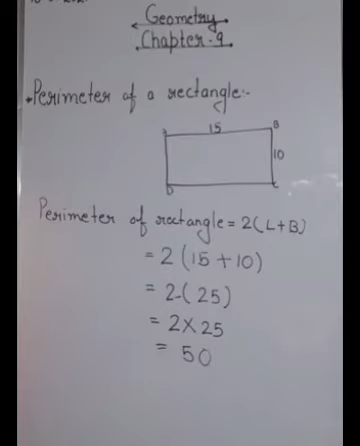 Geometry
Chapter-9
Perimeter of a rectangle:-
15
B
10
C
D
Perimeter of rectangle = 2(L+B)
= 2 (15 + 10)
= 2 (25)
= 2 × 25
= 50